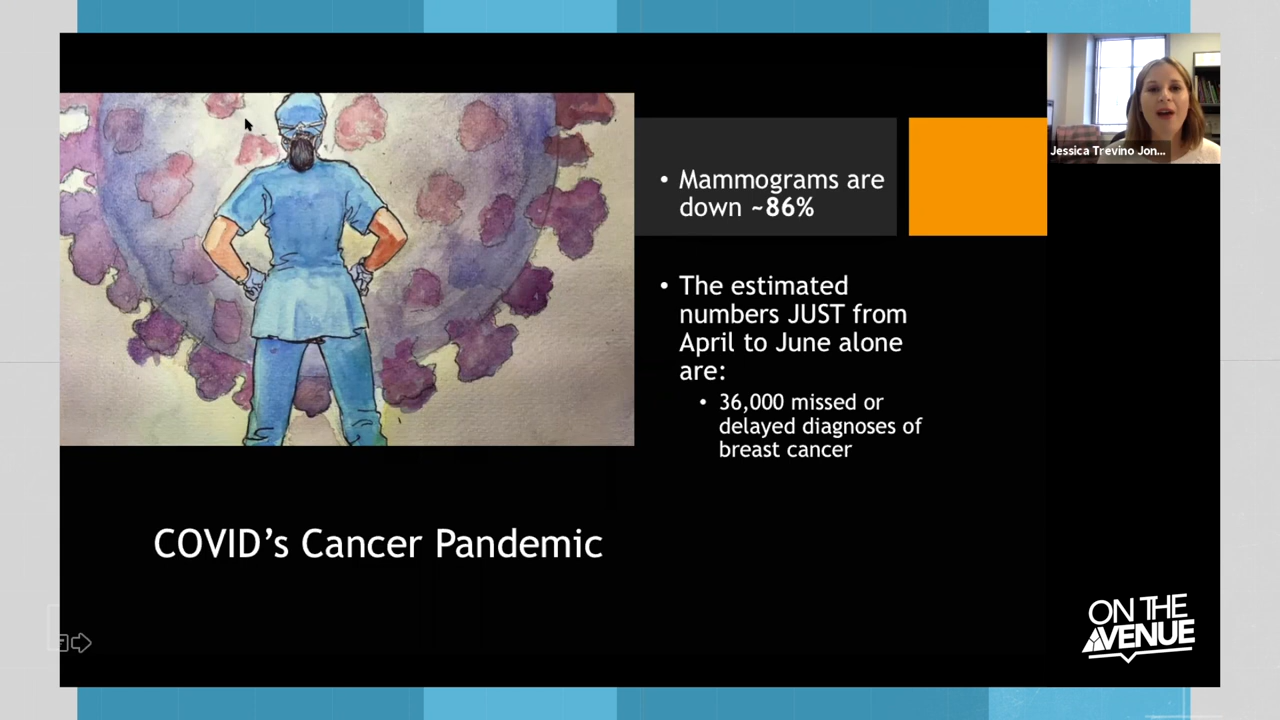 • Mammograms are
down ~86%
• The estimated
numbers JUST from
April to June alone
are:
• 36,000 missed or
delayed diagnoses of
breast cancer
COVID’s Cancer Pandemic
Jessica Trevino Jon...
ON THE
AVENUE